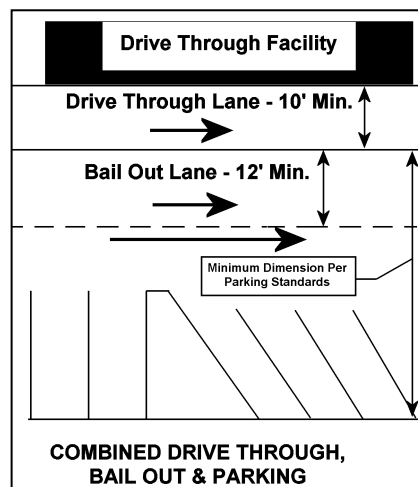 Drive Through Facility
Drive Through Lane - 10' Min.
Bail Out Lane - 12' Min.
Minimum Dimension Per
Parking Standards
COMBINED DRIVE THROUGH,
BAIL OUT & PARKING